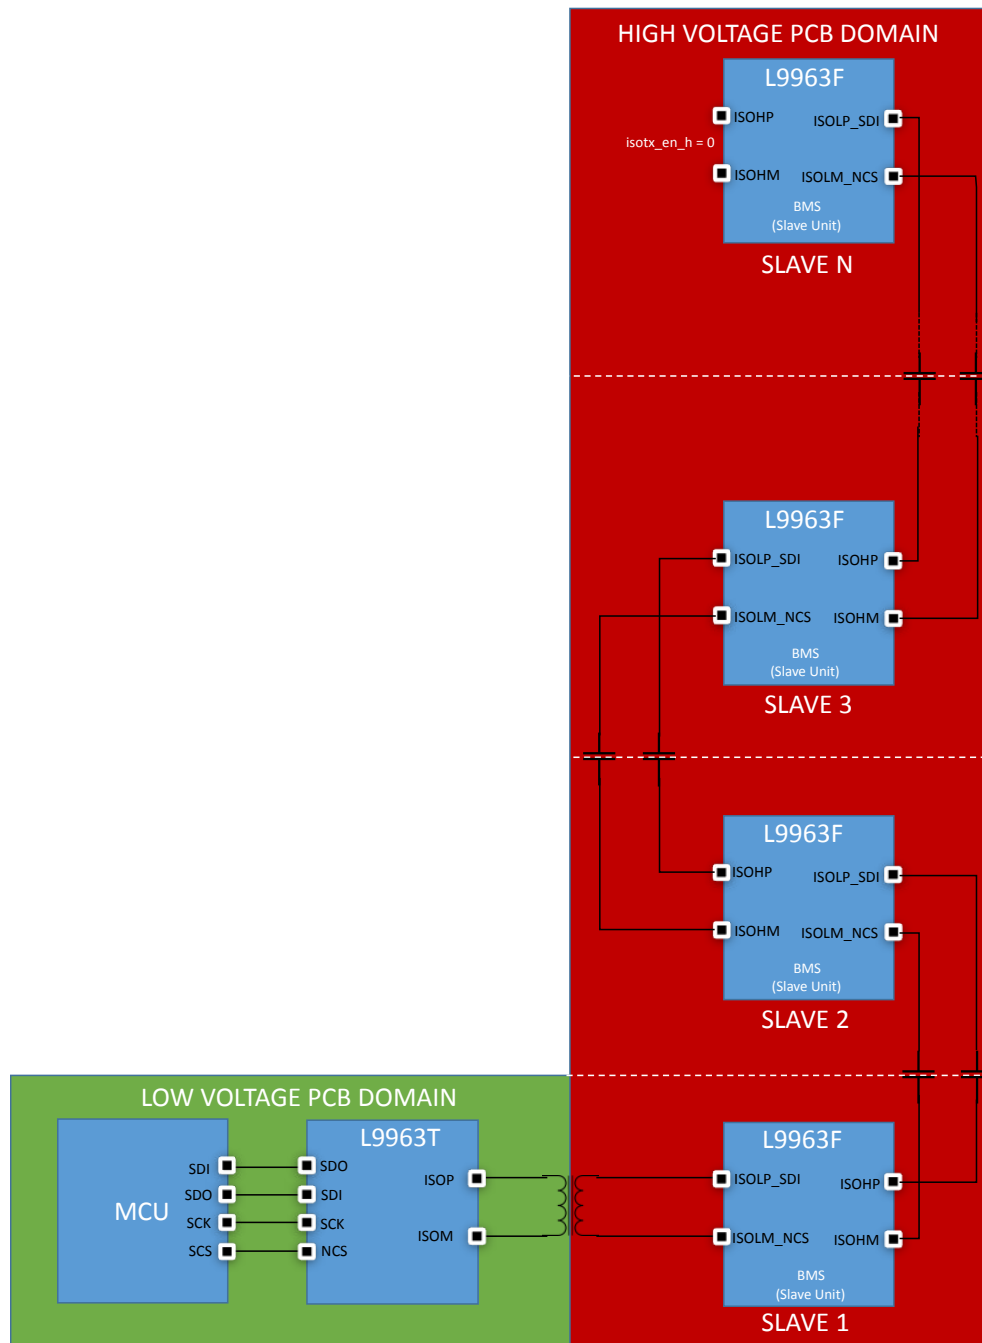 HIGH VOLTAGE PCB DOMAIN
L9963F
ISOHP
ISOLP_SDI
isotx_en_h = 0
ISOHM
ISOLM_NCS
BMS
(Slave Unit)
SLAVE N
L9963F
ISOLP_SDI
ISOHP
ISOLM_NCS
ISOHM
BMS
(Slave Unit)
SLAVE 3
L9963F
ISOHP
ISOLP_SDI
ISOHM
ISOLM_NCS
BMS
(Slave Unit)
SLAVE 2
LOW VOLTAGE PCB DOMAIN
MCU
SDI
SDO
SCK
SCS
L9963T
SDO
SDI
SCK
NCS
ISOP
ISOM
L9963F
ISOLP_SDI
ISOHP
ISOLM_NCS
ISOHM
BMS
(Slave Unit)
SLAVE 1